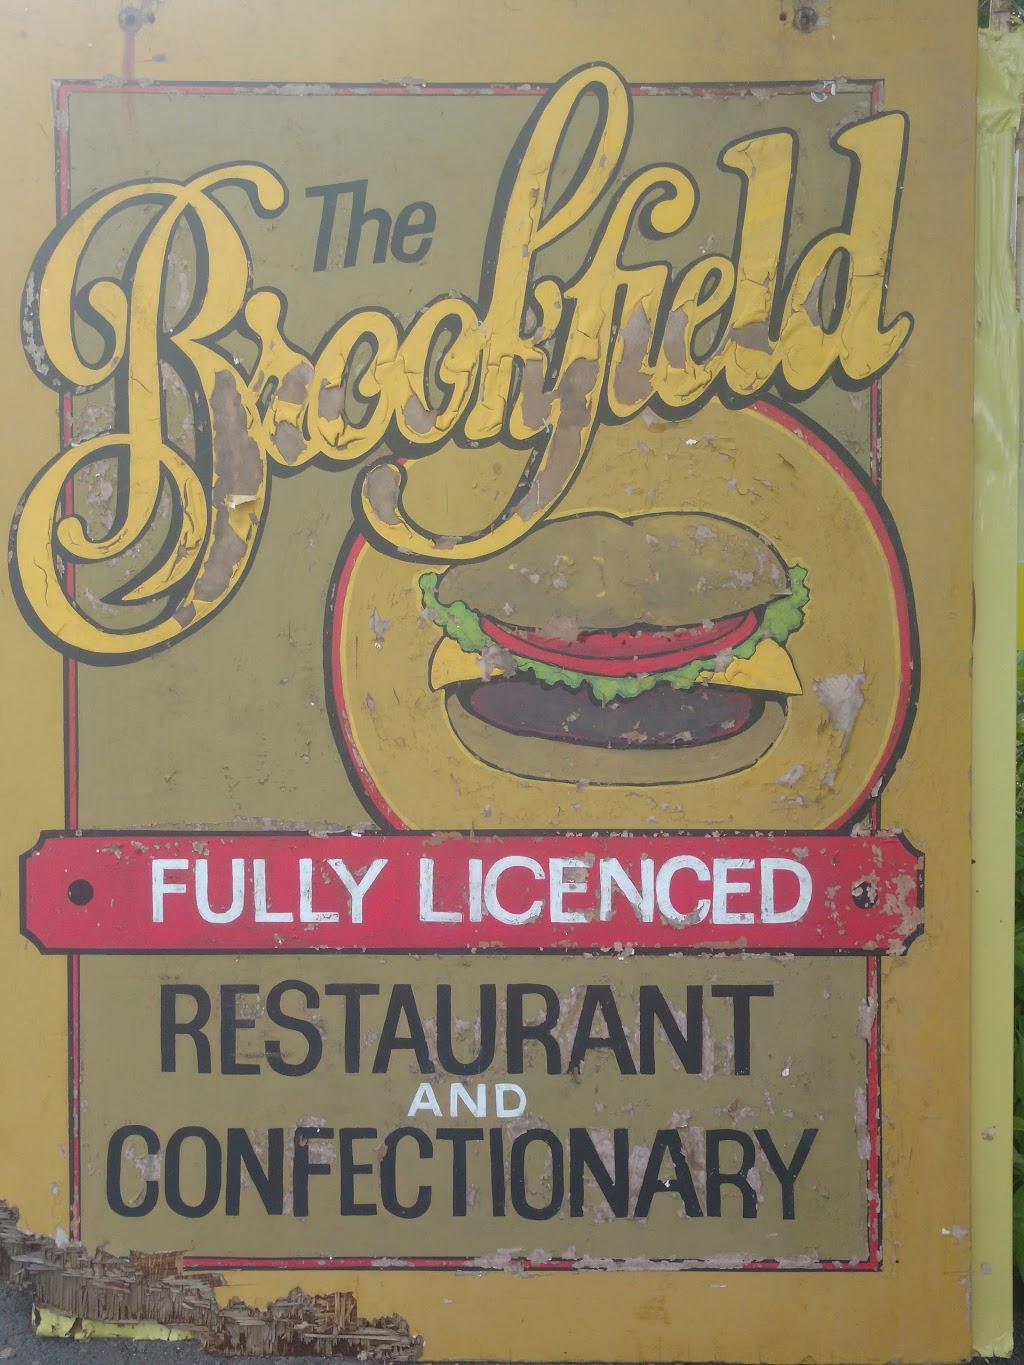 The
Brookfield
FULLY LICENCED
RESTAURANT
AND
CONFECTIONARY